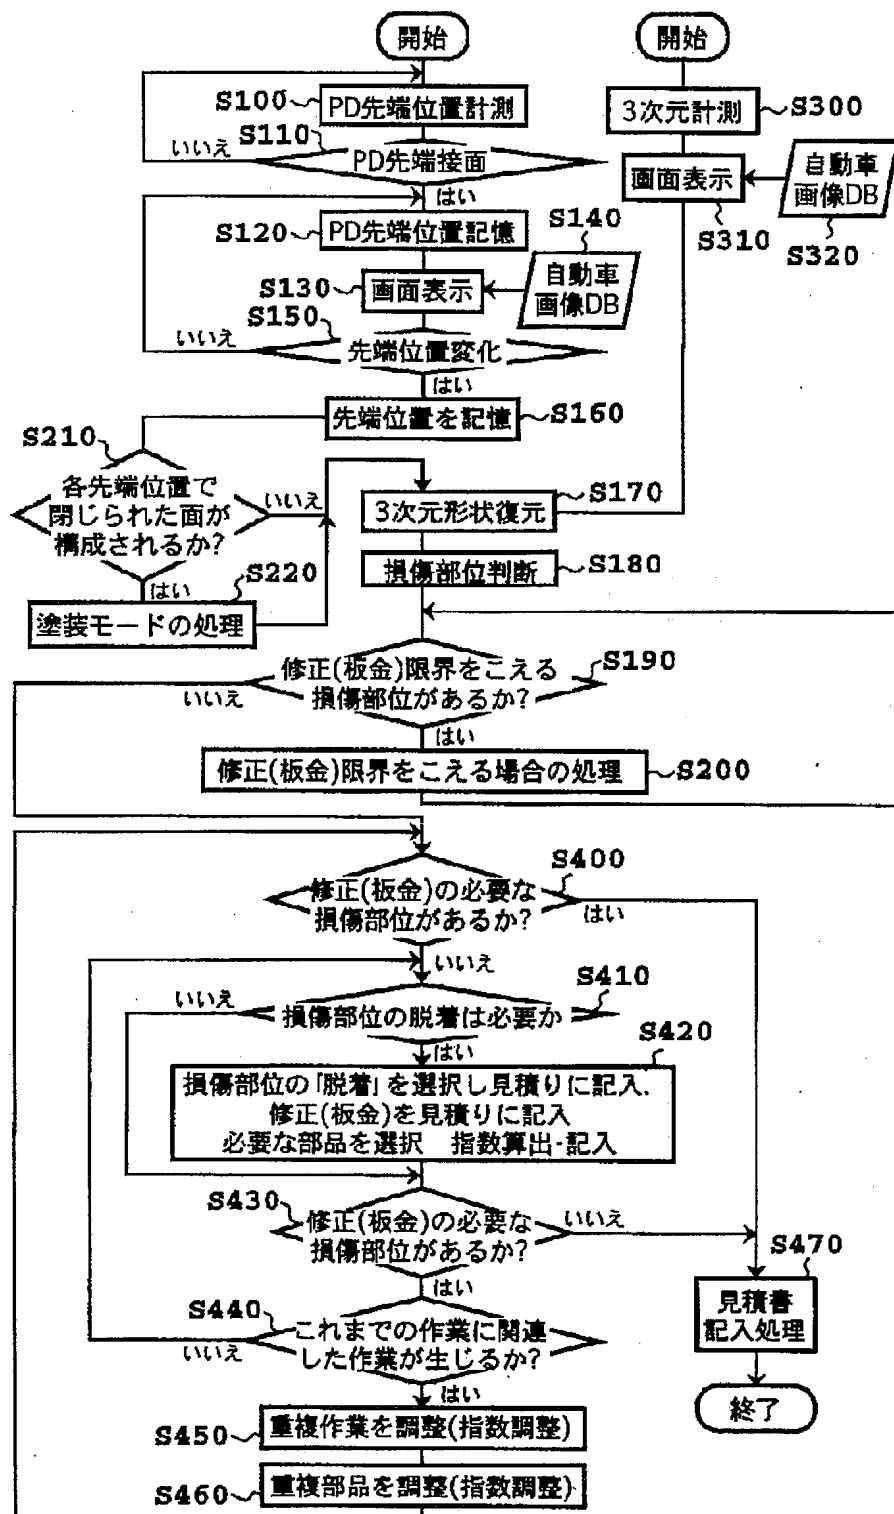 開始
S100
PD先端位置計測
S110
いいえ
PD先端接面
はい
S120
PD先端位置記憶
S140
S130
画面表示
自動車
画像DB
S150
いいえ
先端位置変化
はい
先端位置を記憶
S160
開始
3次元計測
S300
画面表示
S310
自動車
画像DB
S320
S210
各先端位置で
閉じられた面が
構成されるか?
いいえ
はい
S220
塗装モードの処理
3次元形状復元
S170
損傷部位判断
S180
修正(板金)限界をこえる
損傷部位があるか?
S190
いいえ
はい
修正(板金)限界をこえる場合の処理
S200
修正(板金)の必要な
損傷部位があるか?
S400
はい
いいえ
いいえ
損傷部位の脱着は必要か
S410
はい
S420
損傷部位の「脱着」を選択し見積りに記入.
修正(板金)を見積りに記入
必要な部品を選択 指数算出・記入
S430
修正(板金)の必要な
損傷部位があるか?
いいえ
はい
S440
これまでの作業に関連
した作業が生じるか?
いいえ
はい
S450
重複作業を調整(指数調整)
S460
重複部品を調整(指数調整)
S470
見積書
記入処理
終了